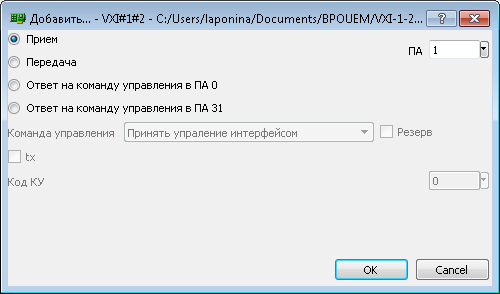 Добавить... - VXI#1#2 - C:/Users/laponina/Documents/BPOUEM/VXI-1-2...
Прием
ПА 1
Передача
Ответ на команду управления в ПА 0
Ответ на команду управления в ПА 31
Команда управления Принять упраление интерфейсом Резерв
tx
Код КУ 0
OK Cancel